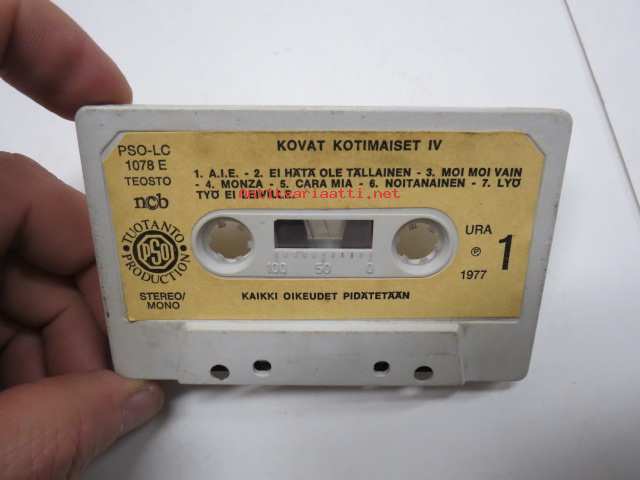 KOVAT KOTIMAISET IV
PSO-LC
1078 E
TEOSTO
ncb
1. A.I.E. - 2. EI HÄTÄ OLE TÄLLAINEN - 3. MOI MOI VAIN
- 4. MONZA - 5. CARA MIA - 6. NOITANAINEN - 7. LYÖ
TYÖ EI LEIVILLE.
TUOTANTO
PSO
PRODUCTION
STEREO/
MONO
100 50 0
URA
1
℗
1977
KAIKKI OIKEUDET PIDÄTETÄÄN